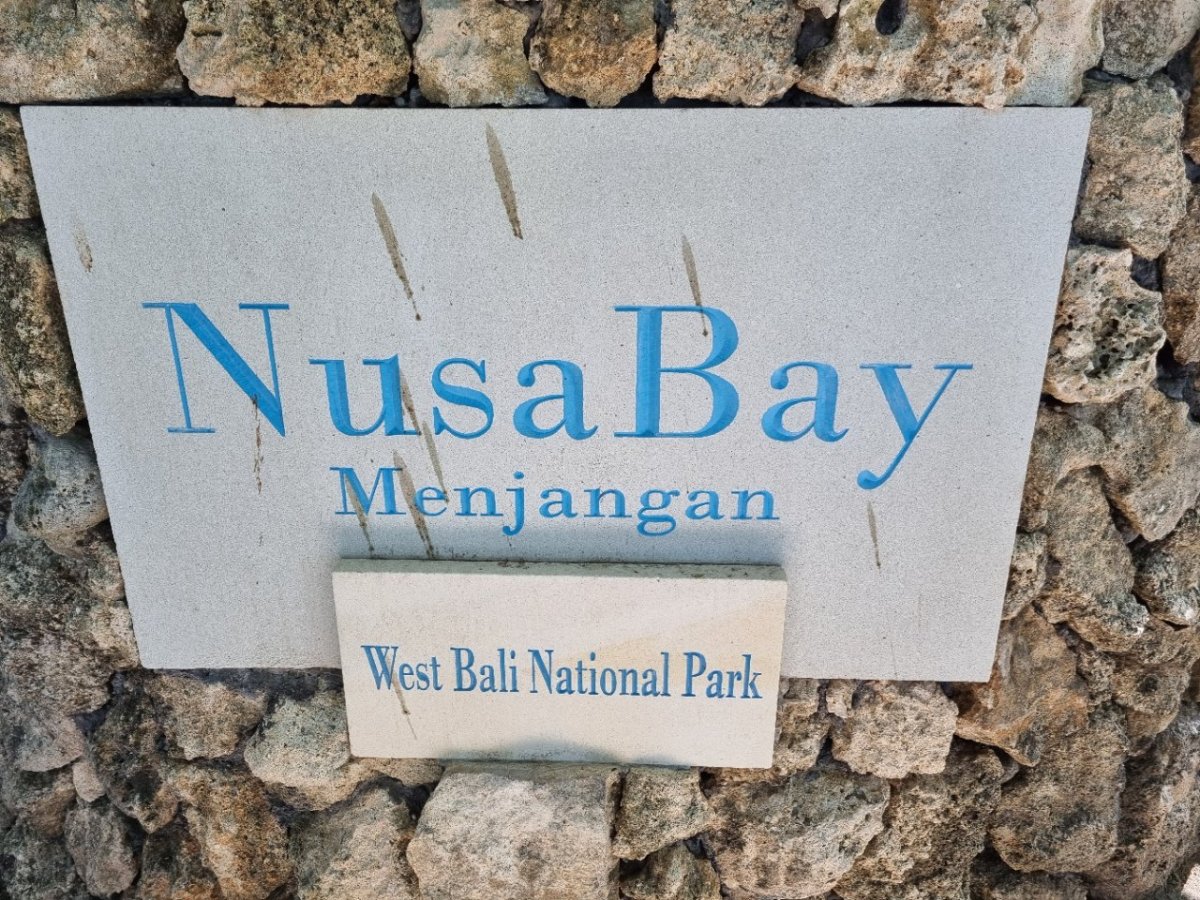 NusaBay
Menjangan
West Bali National Park